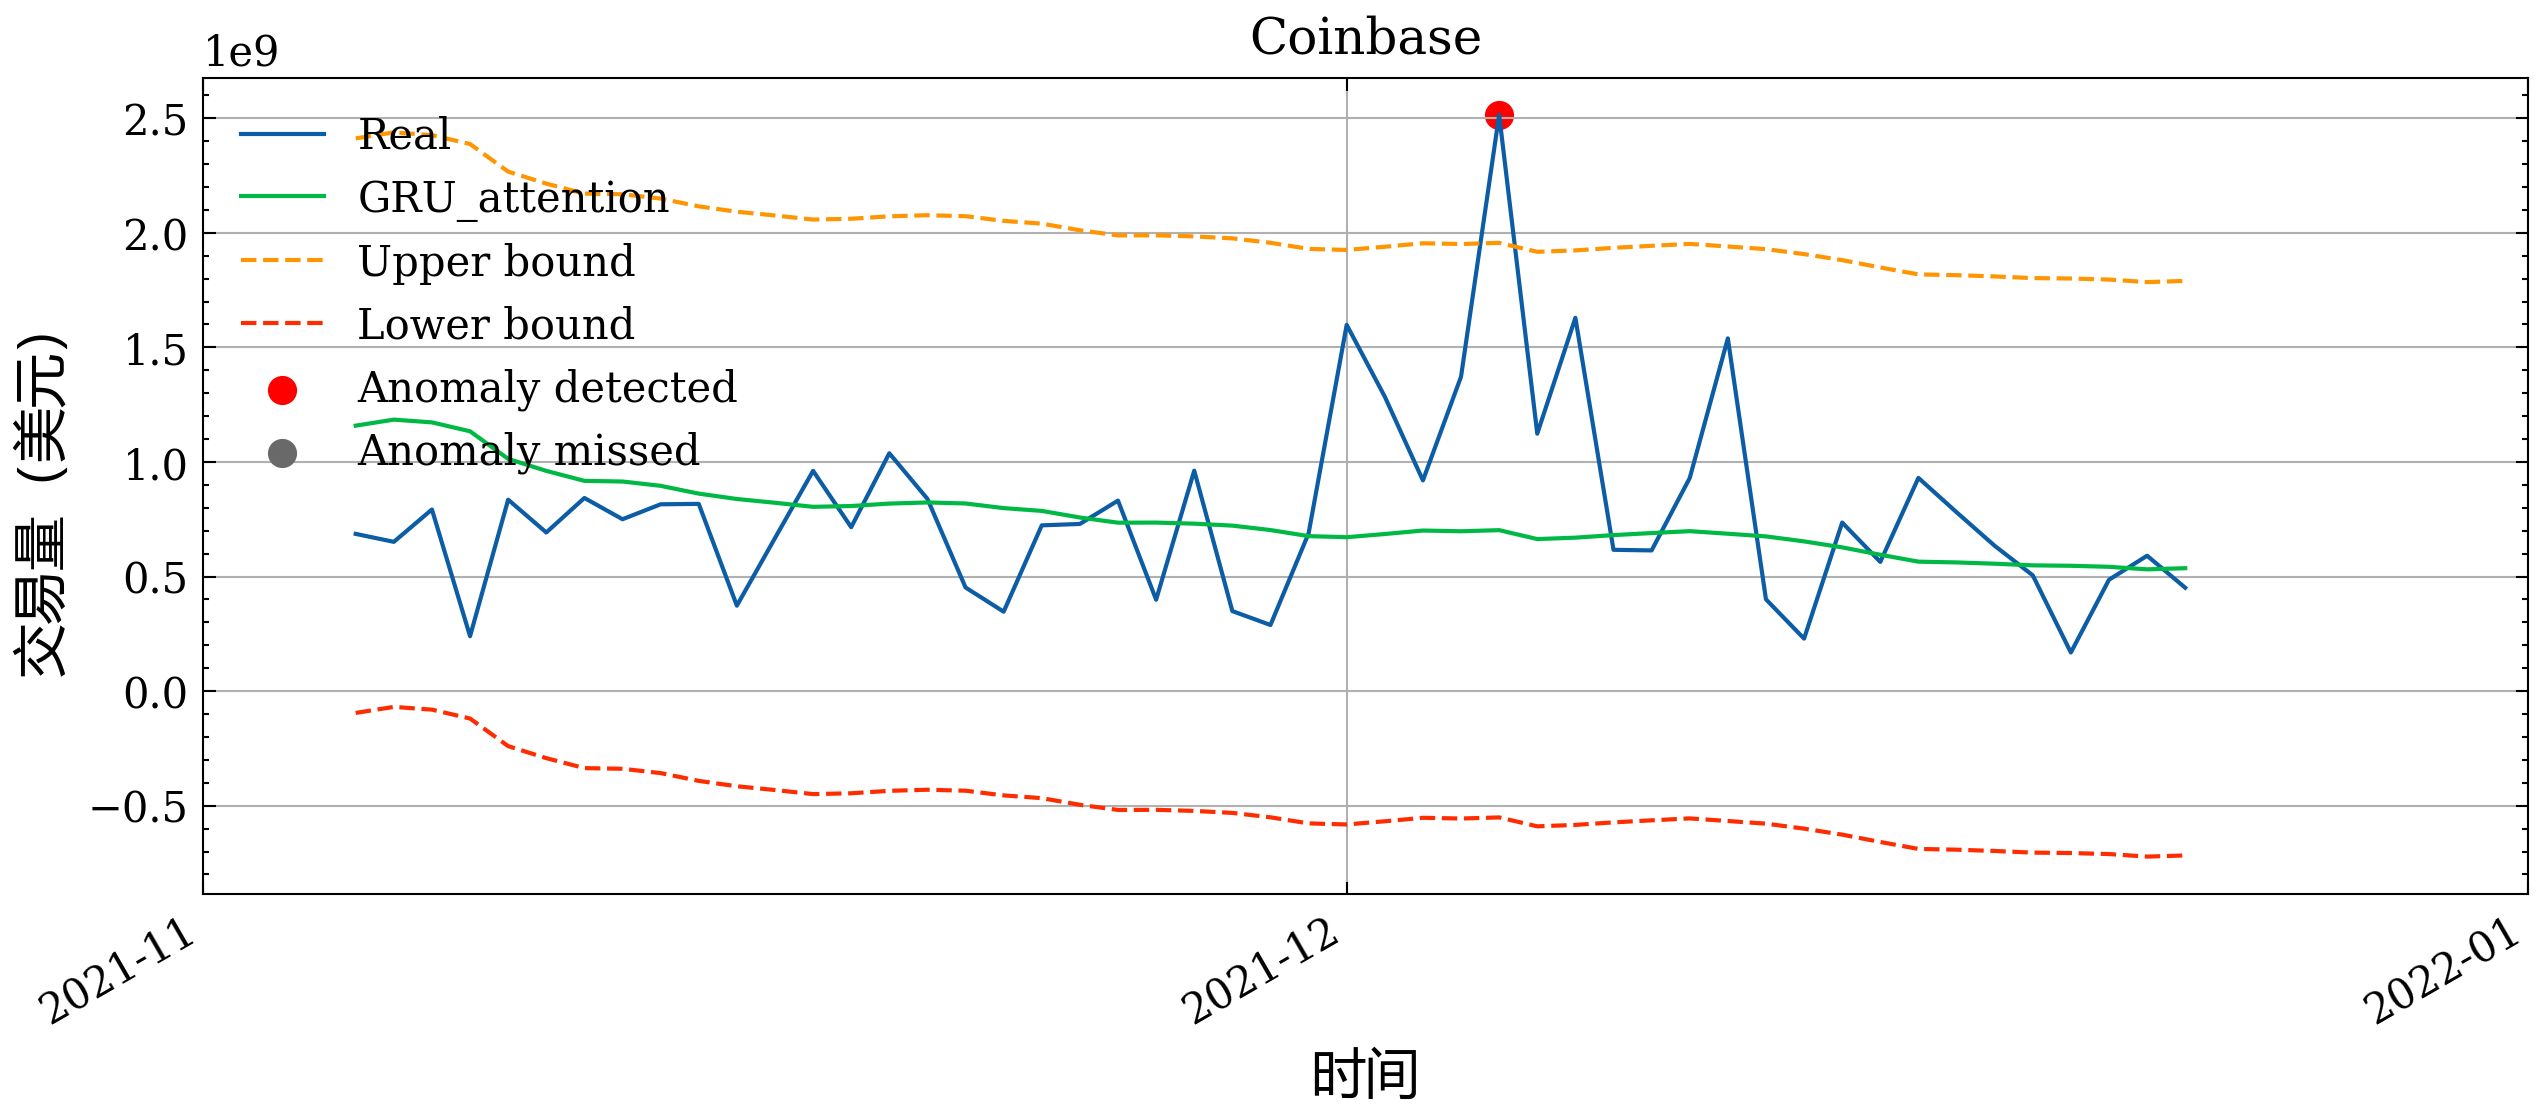 Coinbase
1e9
2.5
2.0
1.5
1.0
0.5
0.0
−0.5
交易量 (美元)
Real
GRU_attention
Upper bound
Lower bound
Anomaly detected
Anomaly missed
2021-11
2021-12
2022-01
时间